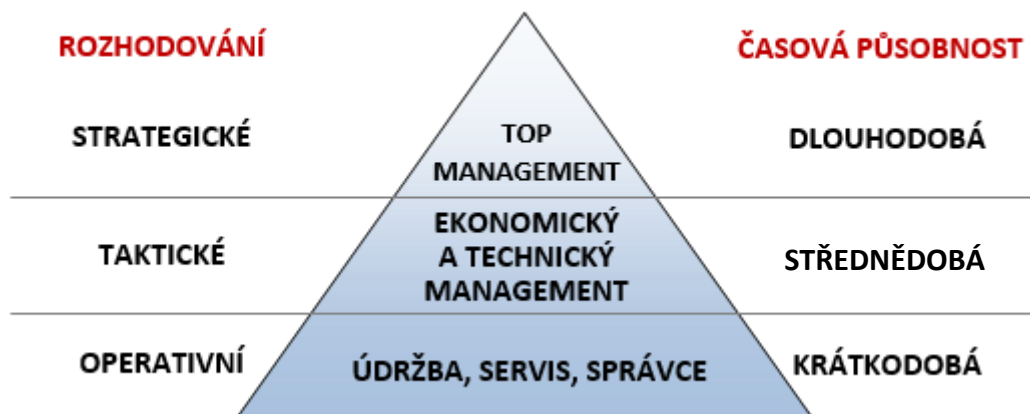 ROZHODOVÁNÍ
ČASOVÁ PŮSOBNOST
STRATEGICKÉ
TOP
MANAGEMENT
DLOUHODOBÁ
TAKTICKÉ
EKONOMICKÝ
A TECHNICKÝ
MANAGEMENT
STŘEDNĚDOBÁ
OPERATIVNÍ
ÚDRŽBA, SERVIS, SPRÁVCE
KRÁTKODOBÁ